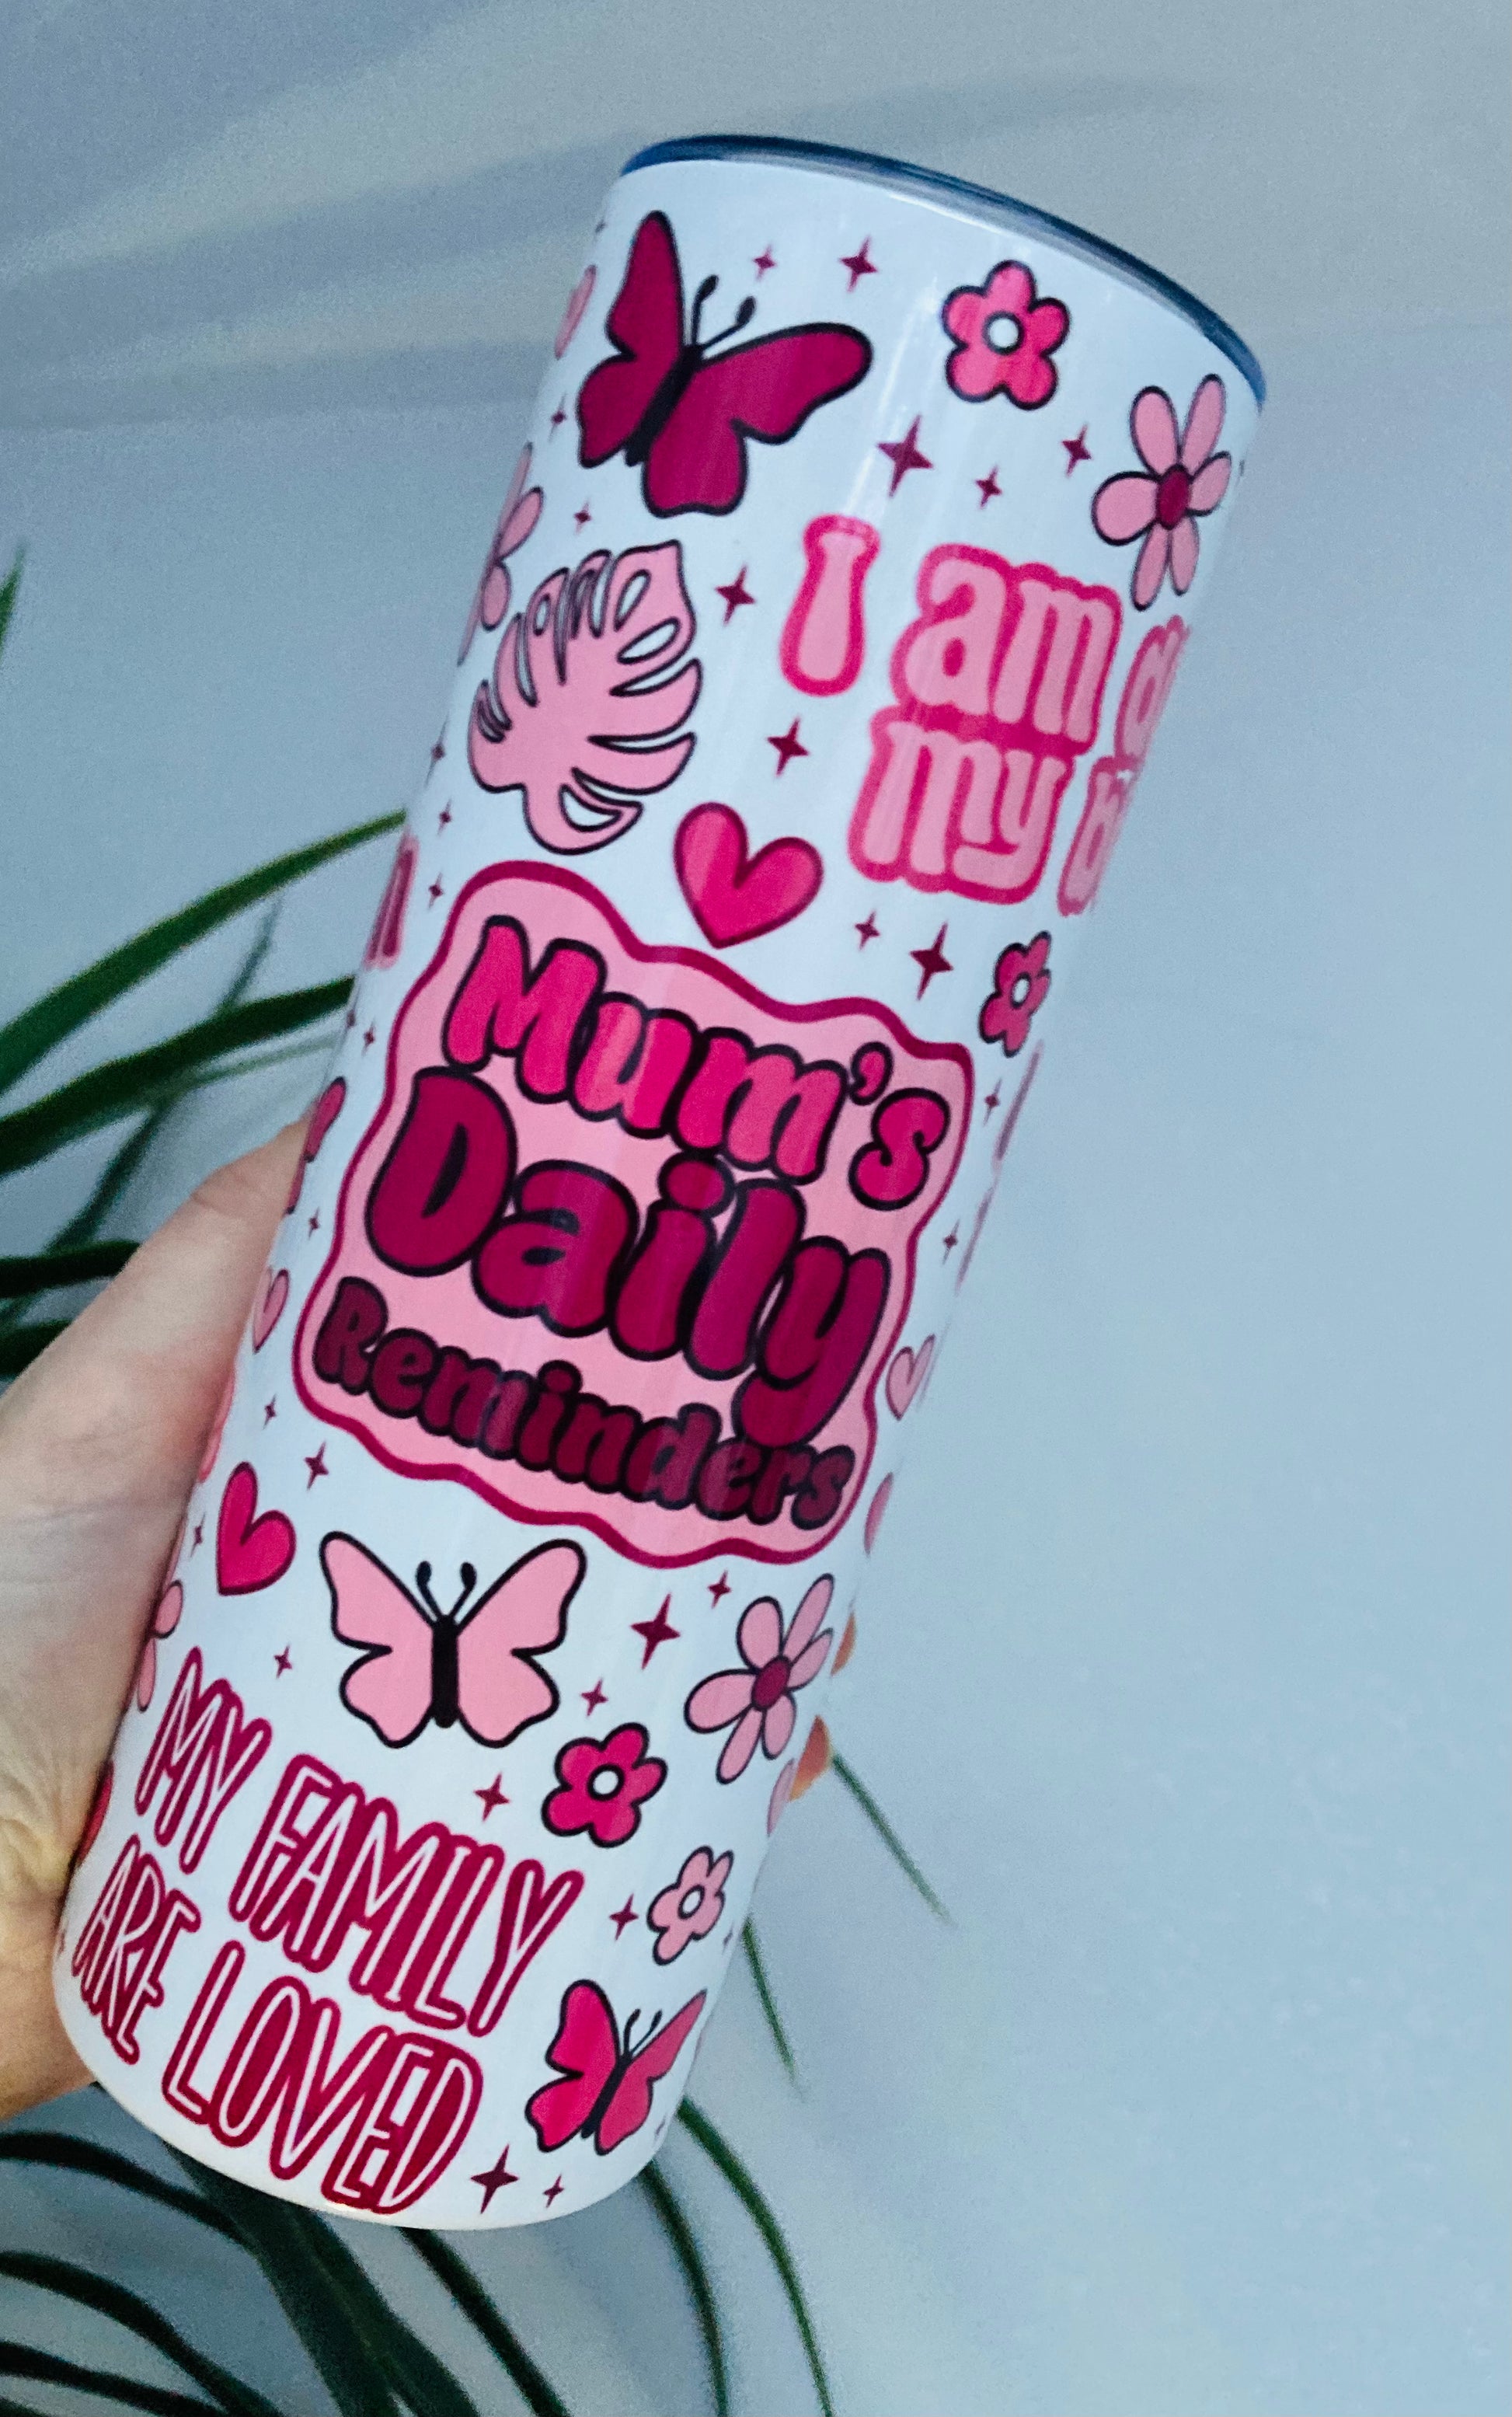 I am
my
Mum's
Daily
Reminders
MY FAMILY
ARE LOVED